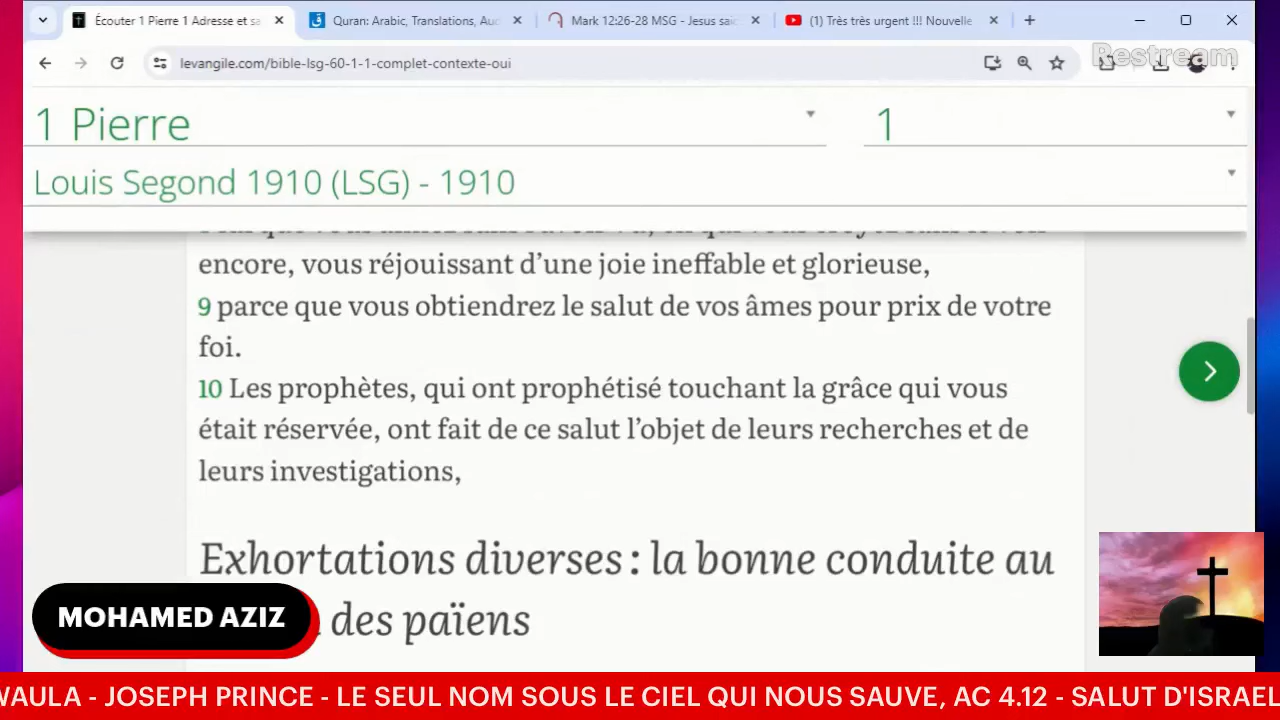 Écouter 1 Pierre 1 Adresse et sa
Quran: Arabic, Translations, Aud
Mark 12:26-28 MSG - Jesus said
(1) Très très urgent !!! Nouvelle
levangile.com/bible-lsg-60-1-1-complet-contexte-oui
Restream
1 Pierre
1
Louis Segond 1910 (LSG) - 1910
encore, vous réjouissant d’une joie ineffable et glorieuse,
9 parce que vous obtiendrez le salut de vos âmes pour prix de votre
foi.
10 Les prophètes, qui ont prophétisé touchant la grâce qui vous
était réservée, ont fait de ce salut l’objet de leurs recherches et de
leurs investigations,
Exhortations diverses : la bonne conduite au
des païens
MOHAMED AZIZ
WAULA - JOSEPH PRINCE - LE SEUL NOM SOUS LE CIEL QUI NOUS SAUVE, AC 4.12 - SALUT D'ISRAEL